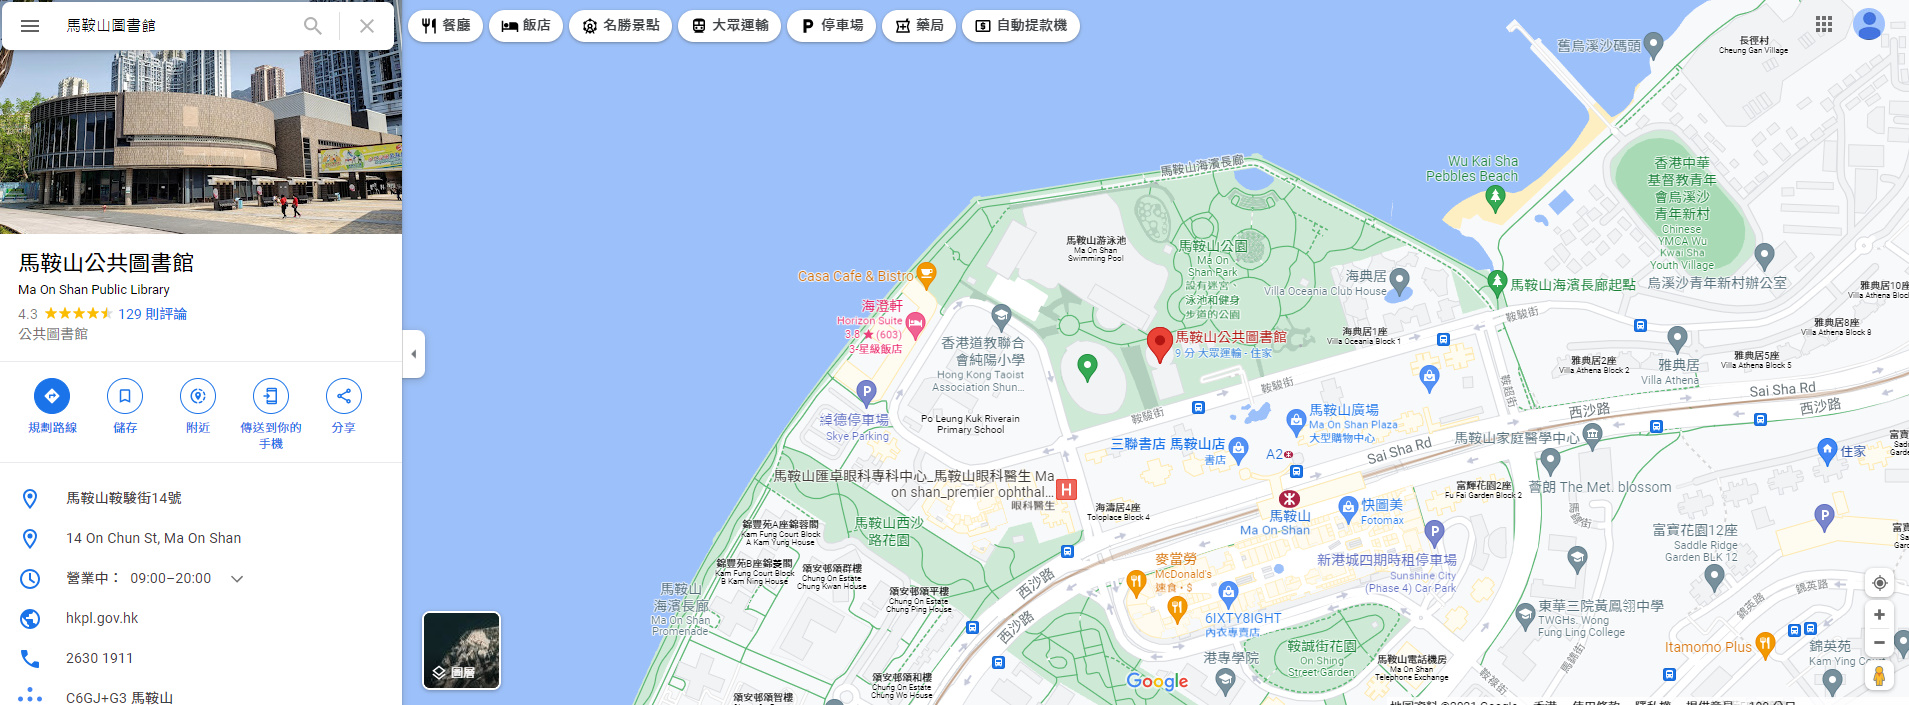 馬鞍山圖書館
餐廳
飯店
名勝景點
大眾運輸
停車場
藥局
自動提款機
馬鞍山公共圖書館
Ma On Shan Public Library
4.3
129 則評論
公共圖書館
規劃路線
儲存
附近
傳送到你的
手機
分享
馬鞍山鞍駿街14號
14 On Chun St, Ma On Shan
營業中： 09:00–20:00
hkpl.gov.hk
2630 1911
C6GJ+G3 馬鞍山
圖層
舊烏溪沙碼頭
長徑村
Cheung Gan Village
馬鞍山海濱長廊
Wu Kai Sha
Pebbles Beach
香港中華
基督教青年
會烏溪沙
青年新村
Chinese
YMCA Wu
Kwai Sha
Youth Village
烏溪沙青年新村辦公室
馬鞍山游泳池
Ma On Shan
Swimming Pool
馬鞍山公園
Ma On
Shan Park
設有迷宮、
泳池和健身
步道的公園
海典居
Villa Oceania Club House
馬鞍山海濱長廊起點
雅典居10座
Villa Athena Block
Casa Cafe & Bistro
海澄軒
Horizon Suite
3.8 ★ (603)
3-星級飯店
香港道教聯合
會純陽小學
Hong Kong Taoist
Association Shun...
馬鞍山公共圖書館
9 分 大眾運輸 - 住家
海典居1座
Villa Oceania Block 1
鞍駿街
雅典居8座
Villa Athena Block 8
雅典居2座
Villa Athena Block 2
雅典居
Villa Athena
雅典居5座
Villa Athena Block 5
綽德停車場
Skye Parking
Po Leung Kuk Riverain
Primary School
鞍駿街
鞍駿街
鞍韶街
馬鞍山廣場
Ma On Shan Plaza
大型購物中心
三聯書店 馬鞍山店
書店
A2
Sai Sha Rd
西沙路
Sai Sha Rd
西沙路
馬鞍山家庭醫學中心
住家
馬鞍山匯卓眼科專科中心_馬鞍山眼科醫生 Ma
on shan_premier ophthal...
眼科醫生
海濤居4座
Toloplace Block 4
富輝花園2座
Fu Fai Garden Block 2
薈朗 The Met. blossom
馬鞍山
Ma On-Shan
快圖美
Fotomax
錦豐苑A座錦蓉閣
Kam Fung Court Block
A Kam Yung House
馬鞍山西沙
路花園
富寶花園12座
Saddle Ridge
Garden BLK 12
錦豐苑B座錦菱閣
Kam Fung Court Block
B Kam Ning House
頌安邨頌群樓
Chung On Estate
Chung Kwan House
頌安邨頌平樓
Chung On Estate
Chung Ping House
西沙路
西沙路
麥當勞
McDonald's
速食・$
新港城四期時租停車場
Sunshine City
(Phase 4) Car Park
馬鞍山
海濱長廊
Ma On Shan
Promenade
6IXTY8IGHT
內衣專賣店
東華三院黃鳳翎中學
TWGHs. Wong
Fung Ling College
錦英路
錦英路
馬錦街
鞍誠街花園
On Shing
Street Garden
Itamomo Plus
錦英苑
Kam Ying Court
港專學院
馬鞍山電話機房
Ma On Shan
Telephone Exchange
鞍祿街
頌安邨頌和樓
Chung On Estate
Chung Wo House
頌安邨頌智樓
Google